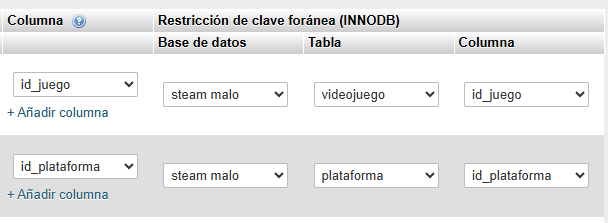 Columna Restricción de clave foránea (INNODB)
Base de datos Tabla Columna
id_juego steam malo videojuego id_juego
+ Añadir columna
id_plataforma steam malo plataforma id_plataforma
+ Añadir columna